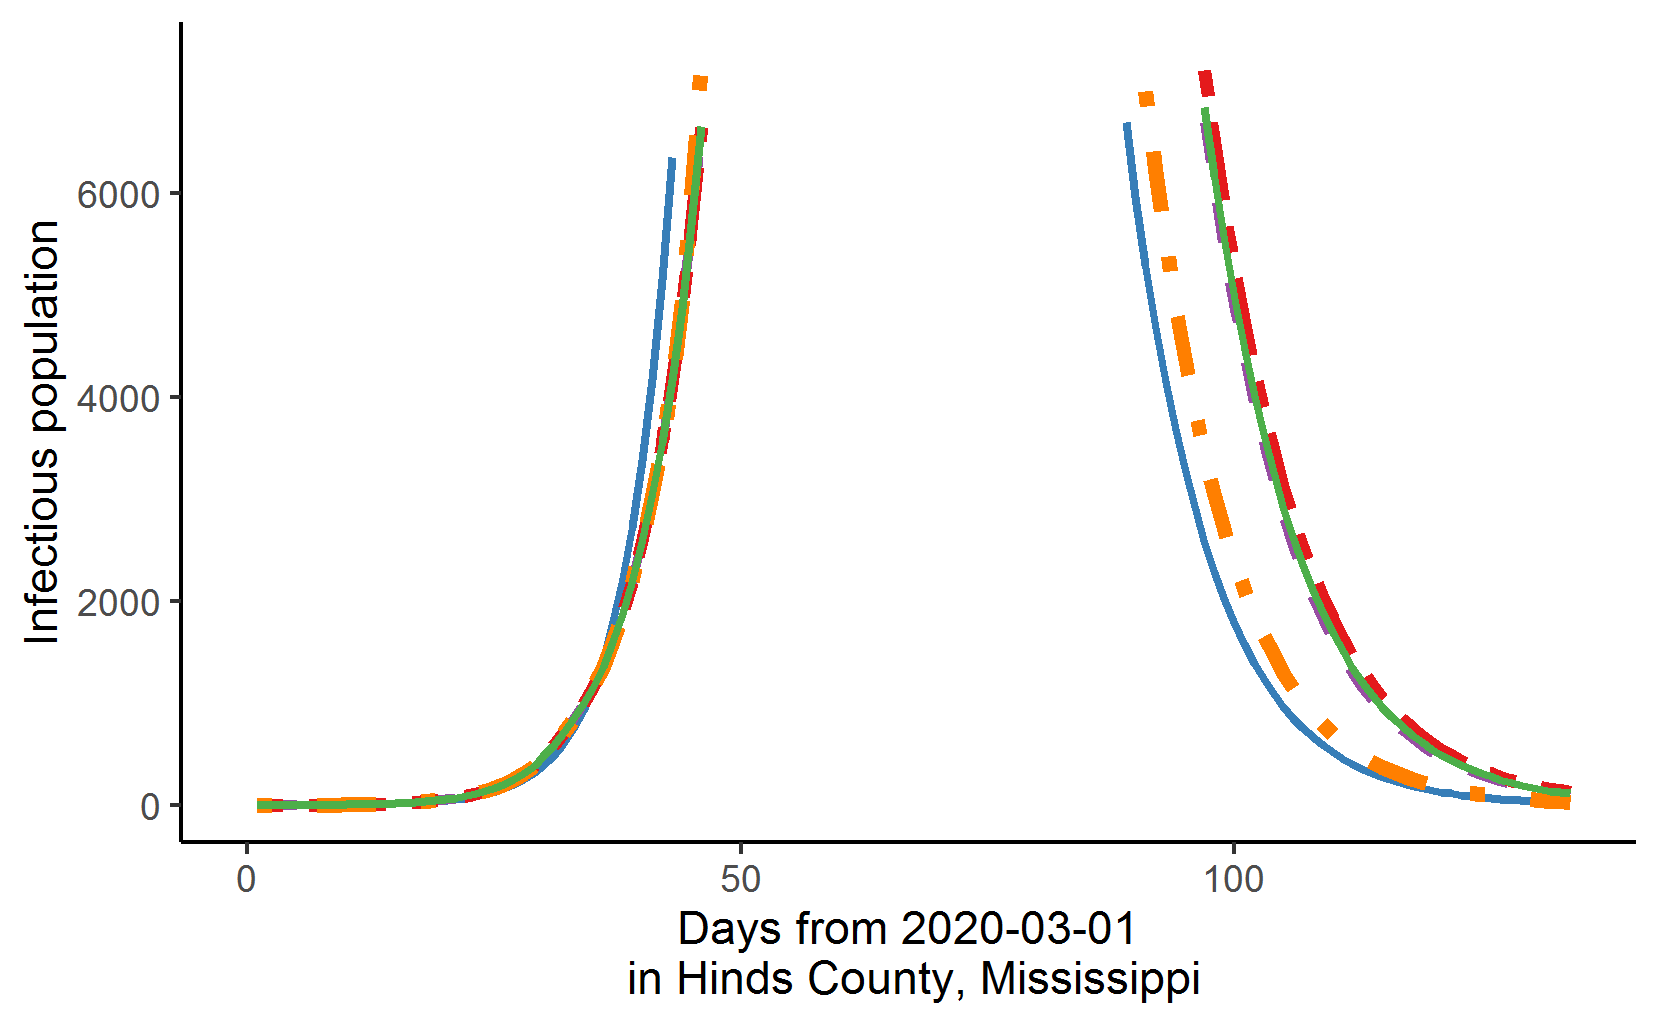 Infectious population
6000
4000
2000
0
0 50 100
Days from 2020-03-01
in Hinds County, Mississippi